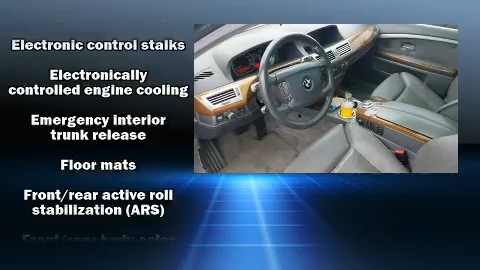 Electronic control stalks
Electronically
controlled engine cooling
Emergency interior
trunk release
Floor mats
Front/rear active roll
stabilization (ARS)